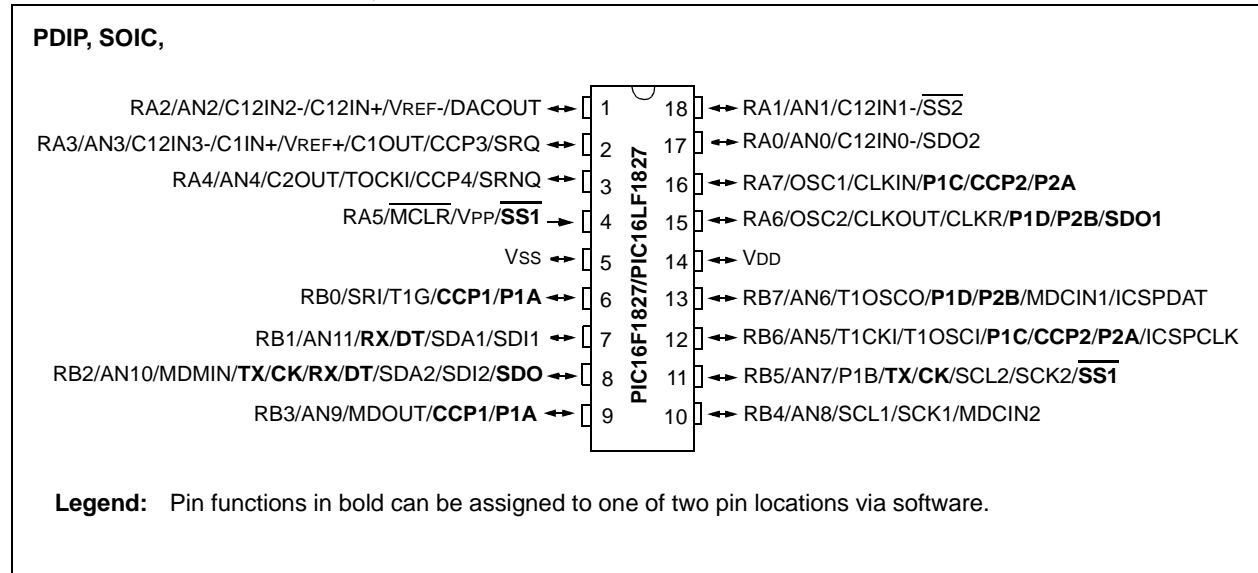 PDIP, SOIC,
RA2/AN2/C12IN2-/C12IN+/VREF-/DACOUT 1
18 RA1/AN1/C12IN1-/SS2
RA3/AN3/C12IN3-/C1IN+/VREF+/C1OUT/CCP3/SRQ 2
17 RA0/AN0/C12IN0-/SDO2
RA4/AN4/C2OUT/TOCKI/CCP4/SRNQ 3
16 RA7/OSC1/CLKIN/P1C/CCP2/P2A
RA5/MCLR/VPP/SS1 4
15 RA6/OSC2/CLKOUT/CLKR/P1D/P2B/SDO1
VSS 5
14 VDD
RB0/SRI/T1G/CCP1/P1A 6
13 RB7/AN6/T1OSCO/P1D/P2B/MDCIN1/ICSPDAT
RB1/AN11/RX/DT/SDA1/SDI1 7
12 RB6/AN5/T1CKI/T1OSCI/P1C/CCP2/P2A/ICSPCLK
RB2/AN10/MDMIN/TX/CK/RX/DT/SDA2/SDI2/SDO 8
11 RB5/AN7/P1B/TX/CK/SCL2/SCK2/SS1
RB3/AN9/MDOUT/CCP1/P1A 9
10 RB4/AN8/SCL1/SCK1/MDCIN2
PIC16F1827/PIC16LF1827
Legend: Pin functions in bold can be assigned to one of two pin locations via software.